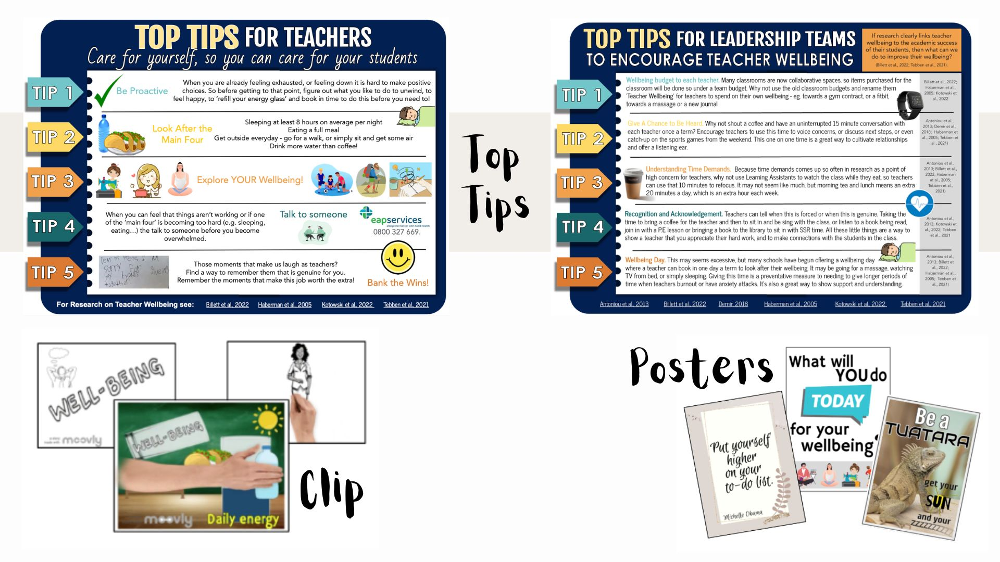 TOP TIPS FOR TEACHERS
Care for yourself, so you can care for your students
TIP 1
Be Proactive
When you are already feeling exhausted, or feeling down it is hard to make positive
choices. So before getting to that point, figure out what you like to do to unwind, to
feel happy, to 'refill your energy glass' and book in time to do this before you need to!
TIP 2
Look After the
Main Four
Sleeping at least 8 hours on average per night
Eating a full meal
Get outside everyday - go for a walk, or simply sit and get some air
Drink more water than coffee!
TIP 3
Explore YOUR Wellbeing!
TIP 4
When you can feel that things aren't working or if one
of the 'main four' is becoming too hard (e.g. sleeping,
eating...) the talk to someone before you become
overwhelmed.
Talk to someone
eapservices
altogether better with habit health
0800 327 669.
TIP 5
Dear Ms Pete, I AM
sorry For
my hands glueing
together.
Those moments that make us laugh as teachers?
Find a way to remember them that is genuine for you.
Remember the moments that make this job worth the extra!
Bank the Wins!
For Research on Teacher Wellbeing see: Billett et al., 2022 Haberman et al., 2005 Kotowski et al., 2022 Tebben et al., 2021
Top
Tips
TOP TIPS FOR LEADERSHIP TEAMS
TO ENCOURAGE TEACHER WELLBEING
If research clearly links teacher
wellbeing to the academic success
of their students, then what can we
do to improve their wellbeing?
(Billett et al., 2022; Tebben et al., 2021).
TIP 1
Wellbeing budget to each teacher. Many classrooms are now collaborative spaces, so items purchased for the
classroom will be done so under a team budget. Why not use the old classroom budgets and rename them
'Teacher Wellbeing' for teachers to spend on their own wellbeing - eg. towards a gym contract, or a fitbit,
towards a massage or a new journal
Billett et al., 2022;
Haberman et al.,
2005; Kotowski et
al., 2022
TIP 2
Give A Chance to Be Heard. Why not shout a coffee and have an uninterrupted 15 minute conversation with
each teacher once a term? Encourage teachers to use this time to voice concerns, or discuss next steps, or even
catch-up on the sports games from the weekend. This one on one time is a great way to cultivate relationships
and offer a listening ear.
Antoniou et al.,
2013; Demir et al.,
2018; Haberman et
al., 2005; Tebben et
al., 2021)
TIP 3
Understanding Time Demands. Because time demands comes up so often in research as a point of
high concern for teachers, why not use Learning Assistants to watch the class while they eat, so teachers
can use that 10 minutes to refocus. It may not seem like much, but morning tea and lunch means an extra
20 minutes a day, which is an extra hour each week.
Antoniou et al.,
2013; Billett et al.,
2022; Haberman
et al., 2005;
Tebben et al.,
2021)
TIP 4
Recognition and Acknowledgement. Teachers can tell when this is forced or when this is genuine. Taking the
time to bring a coffee for the teacher and then to sit in and be sing with the class, or listen to a book being read,
join in with a P.E lesson or bringing a book to the library to sit in with SSR time. All these little things are a way to
show a teacher that you appreciate their hard work, and to make connections with the students in the class.
Antoniou et al.,
2013; Kotowski et
al., 2022; Tebben
et al., 2021
TIP 5
Wellbeing Day. This may seems excessive, but many schools have begun offering a wellbeing day
where a teacher can book in one day a term to look after their wellbeing. It may be going for a massage, watching
TV from bed, or simply sleeping. Giving this time is a preventative measure to needing to give longer periods of
time when teachers burnout or have anxiety attacks. It's also a great way to show support and understanding.
Antoniou et al.,
2013; Billett et
al., 2022;
Haberman et al.,
2005; Tebben et
al., 2021)
Antoniou et al., 2013 Billett et al., 2022 Demir, 2018 Haberman et al., 2005 Kotowski et al., 2022 Tebben et al., 2021
WELL-BEING
moovly
WELL-BEING
moovly
Daily energy
Clip
Posters
Put yourself
higher
on your
to-do list.
Michelle Obama
What will
YOU do
TODAY
for your
wellbeing
Be a
TUATARA
get your
SUN
and your
zzzzzzzzzz